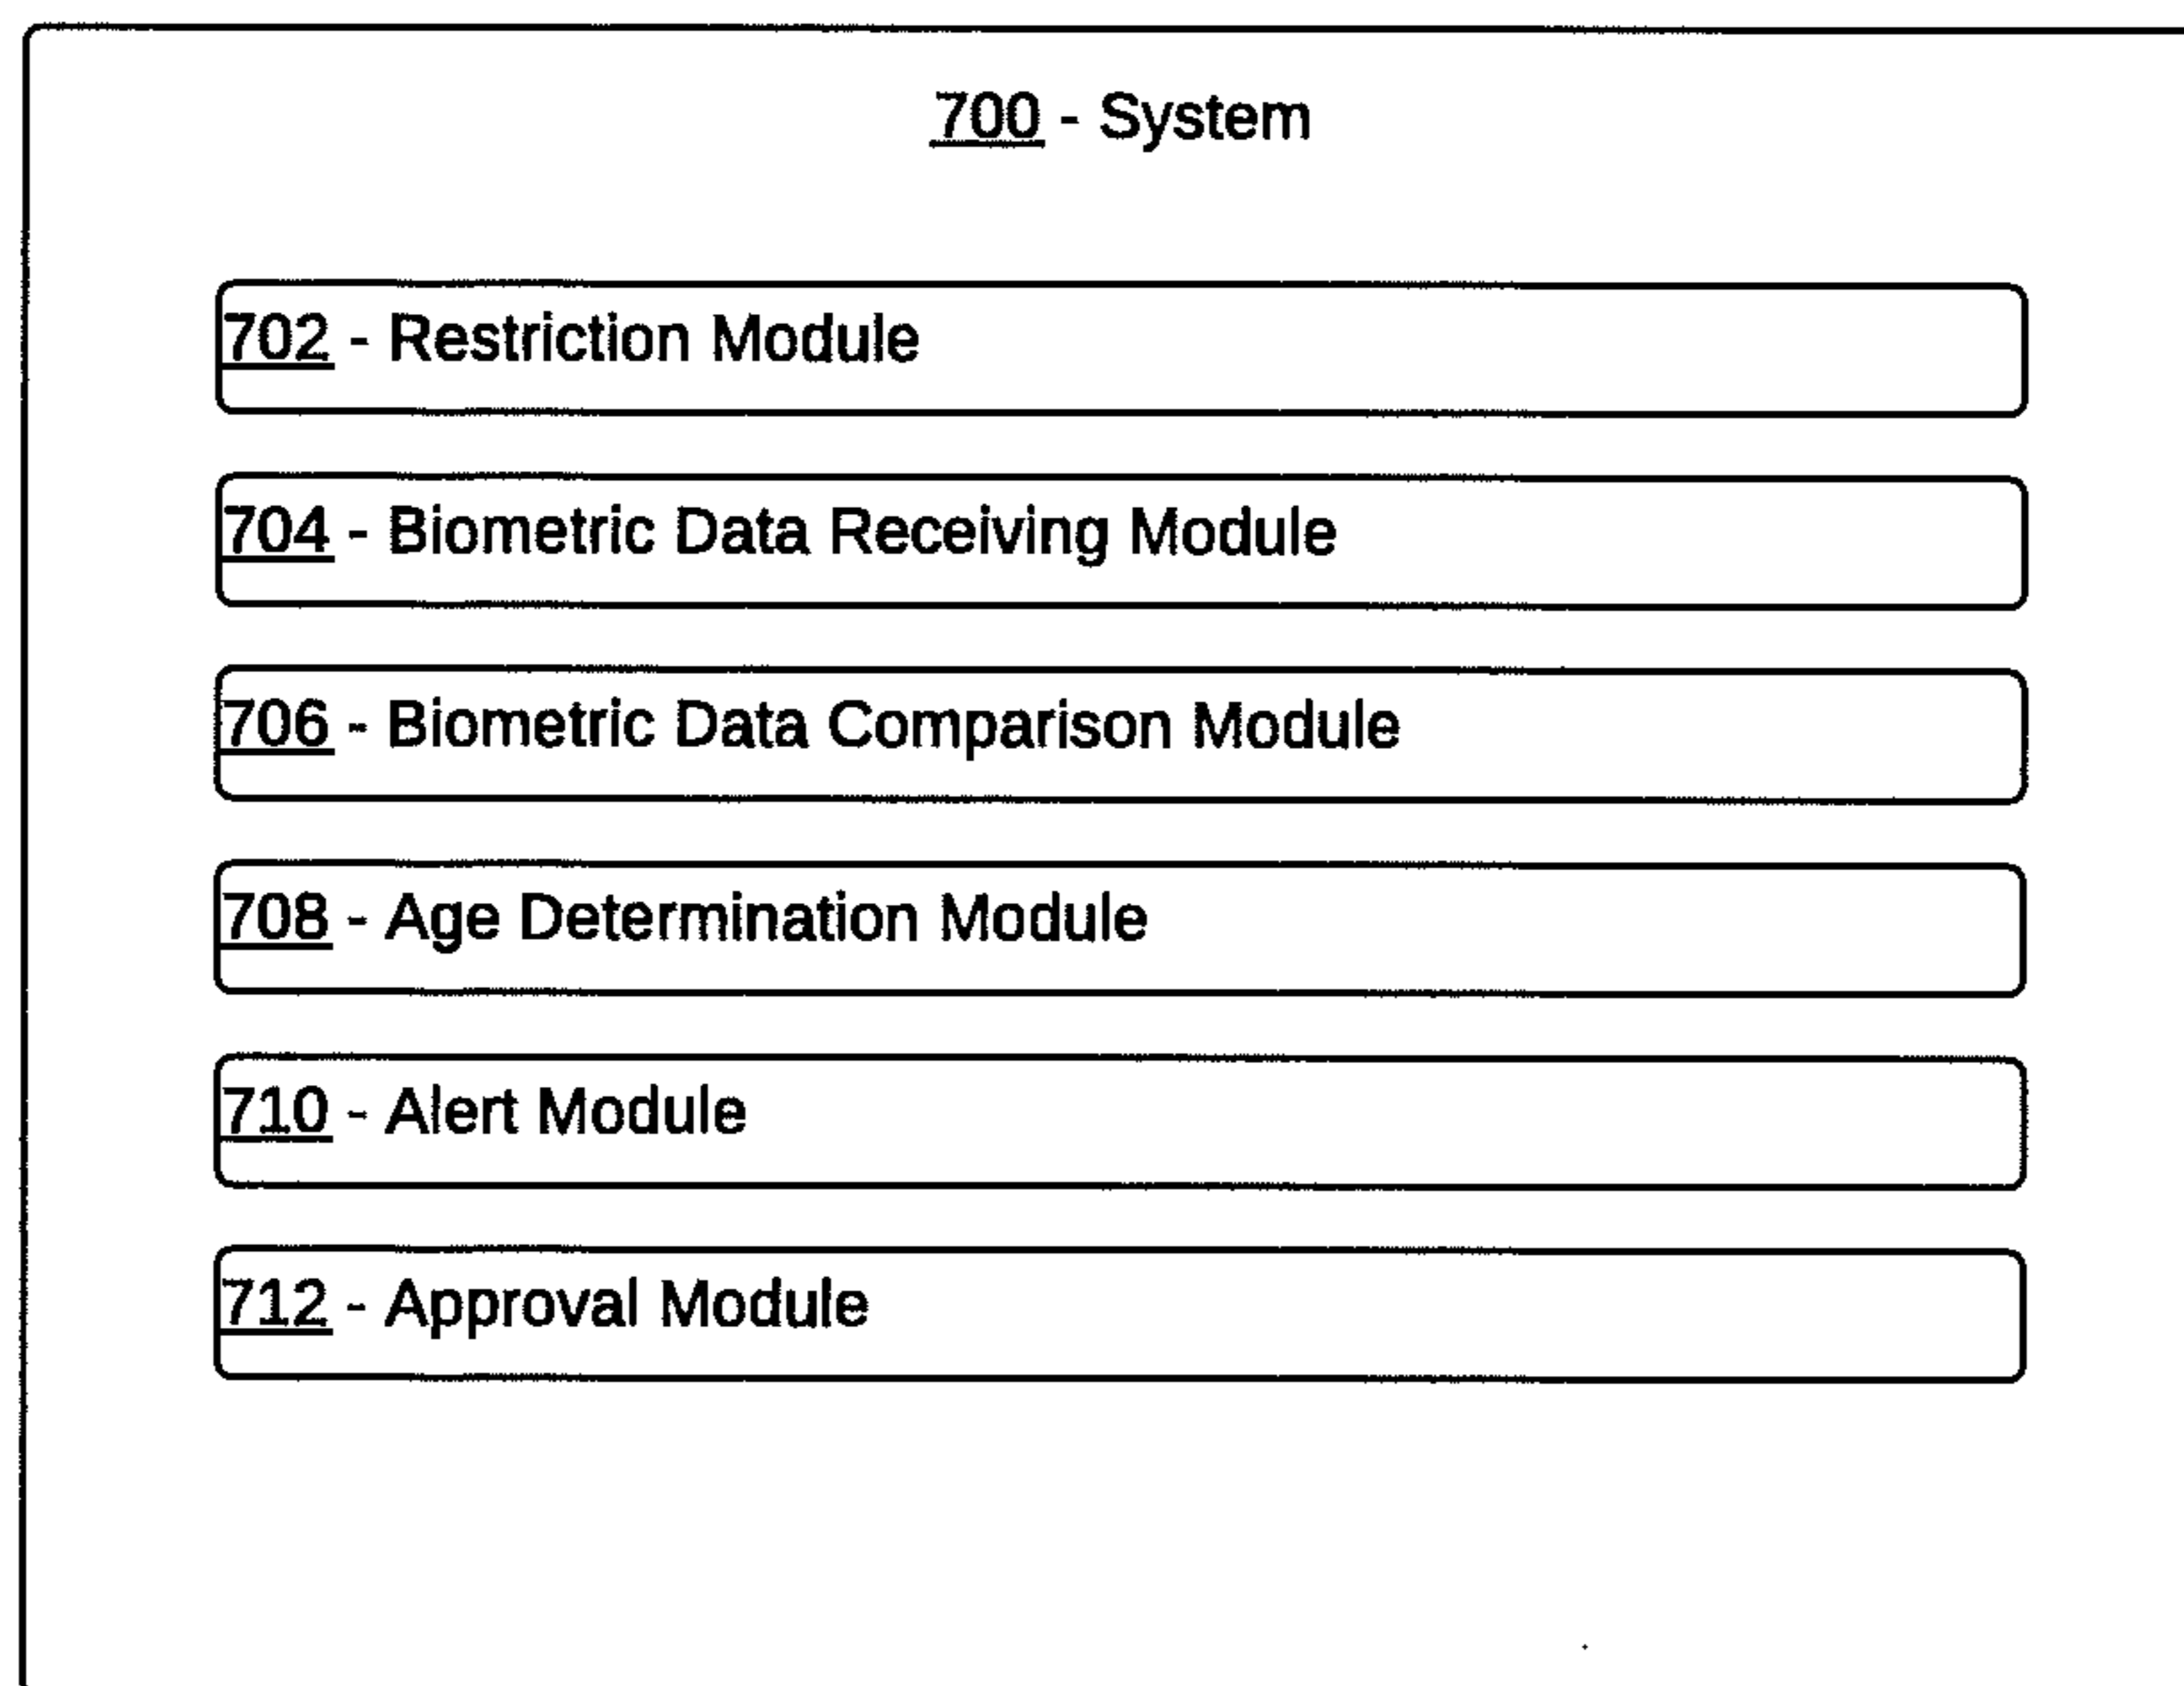 700 - System
702 - Restriction Module
704 - Biometric Data Receiving Module
706 - Biometric Data Comparison Module
708 - Age Determination Module
710 - Alert Module
712 - Approval Module